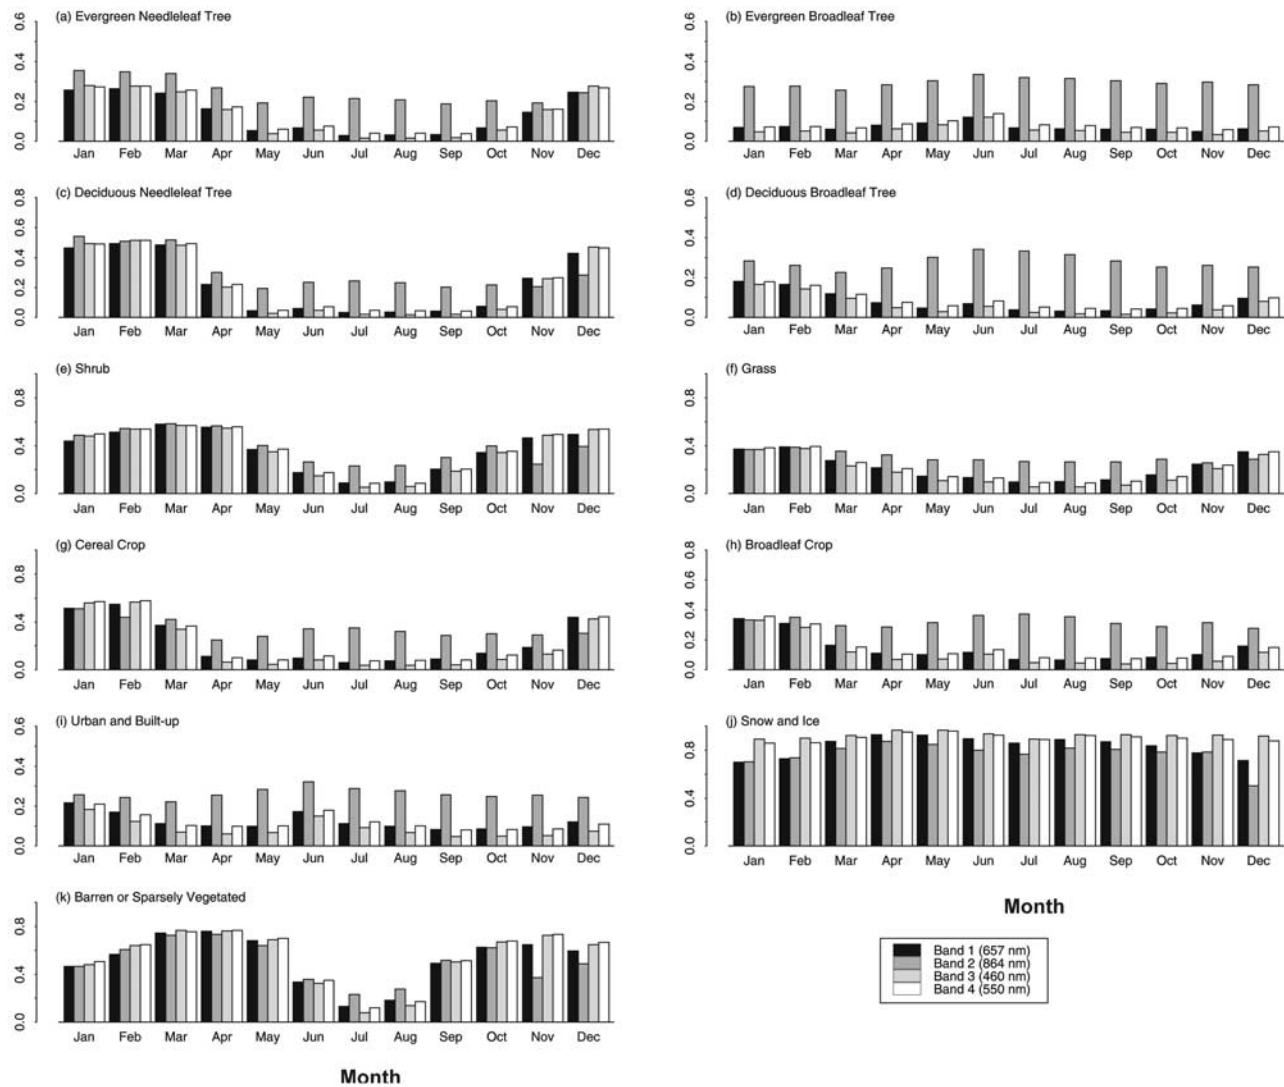 (a) Evergreen Needleleaf Tree
0.0 0.2 0.4 0.6
Jan Feb Mar Apr May Jun Jul Aug Sep Oct Nov Dec
(b) Evergreen Broadleaf Tree
0.0 0.2 0.4 0.6
Jan Feb Mar Apr May Jun Jul Aug Sep Oct Nov Dec
(c) Deciduous Needleleaf Tree
0.0 0.2 0.4 0.6 0.8
Jan Feb Mar Apr May Jun Jul Aug Sep Oct Nov Dec
(d) Deciduous Broadleaf Tree
0.0 0.2 0.4 0.6
Jan Feb Mar Apr May Jun Jul Aug Sep Oct Nov Dec
(e) Shrub
0.0 0.4 0.8
Jan Feb Mar Apr May Jun Jul Aug Sep Oct Nov Dec
(f) Grass
0.0 0.4 0.8
Jan Feb Mar Apr May Jun Jul Aug Sep Oct Nov Dec
(g) Cereal Crop
0.0 0.4 0.8
Jan Feb Mar Apr May Jun Jul Aug Sep Oct Nov Dec
(h) Broadleaf Crop
0.0 0.2 0.4 0.6 0.8
Jan Feb Mar Apr May Jun Jul Aug Sep Oct Nov Dec
(i) Urban and Built-up
0.0 0.2 0.4 0.6
Jan Feb Mar Apr May Jun Jul Aug Sep Oct Nov Dec
(j) Snow and Ice
0.0 0.4 0.8
Jan Feb Mar Apr May Jun Jul Aug Sep Oct Nov Dec
(k) Barren or Sparsely Vegetated
0.0 0.4 0.8
Jan Feb Mar Apr May Jun Jul Aug Sep Oct Nov Dec
Month
Month
Band 1 (657 nm)
Band 2 (864 nm)
Band 3 (460 nm)
Band 4 (550 nm)